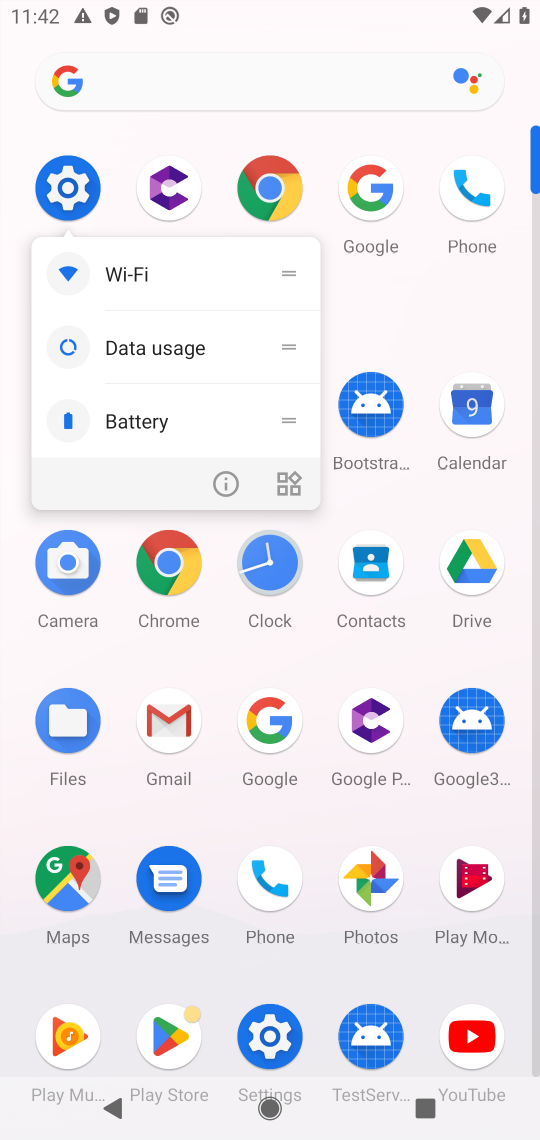 11:42
Google
Phone
Wi-Fi
Data usage
Battery
Bootstra...
9
Calendar
Camera
Chrome
Clock
Contacts
Drive
Files
Gmail
Google
Google P...
Google3...
Maps
Messages
Phone
Photos
Play Mo...
Play Mu...
Play Store
Settings
TestServ...
YouTube